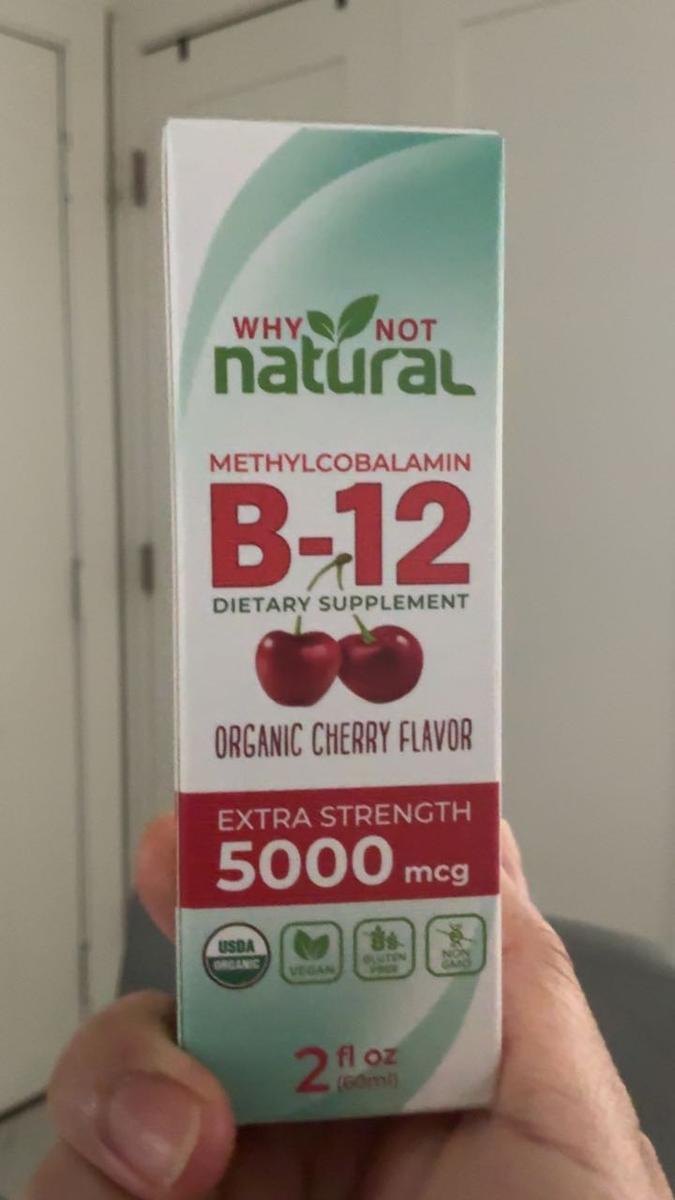 WHY NOT
natural
METHYLCOBALAMIN
B-12
DIETARY SUPPLEMENT
ORGANIC CHERRY FLAVOR
EXTRA STRENGTH
5000 mcg
USDA
ORGANIC
VEGAN
GLUTEN
FREE
NON
GMO
2 fl oz
(60ml)